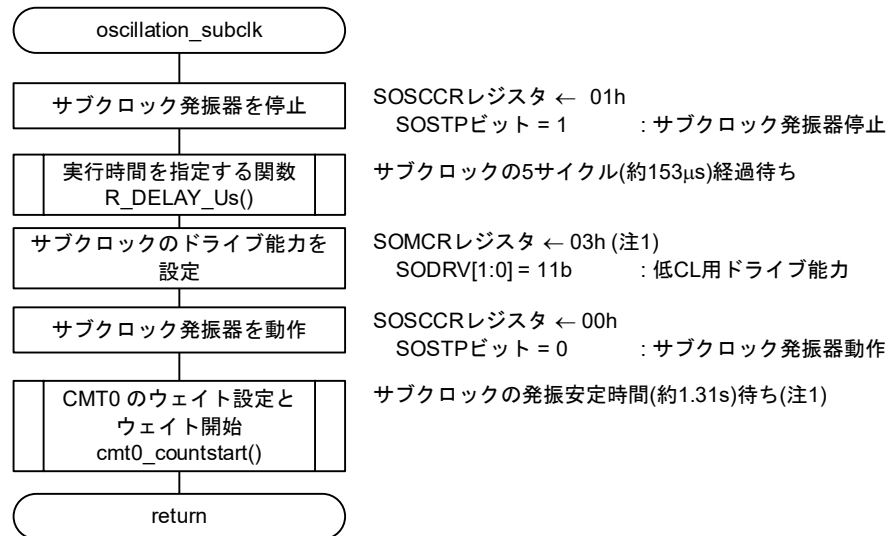 oscillation_subclk
サブクロック発振器を停止
SOSCCRレジスタ ← 01h
SOSTPビット = 1 : サブクロック発振器停止
実行時間を指定する関数
R_DELAY_Us()
サブクロックの5サイクル(約153μs)経過待ち
サブクロックのドライブ能力を
設定
SOMCRレジスタ ← 03h (注1)
SODRV[1:0] = 11b : 低CL用ドライブ能力
サブクロック発振器を動作
SOSCCRレジスタ ← 00h
SOSTPビット = 0 : サブクロック発振器動作
CMT0 のウェイト設定と
ウェイト開始
cmt0_countstart()
サブクロックの発振安定時間(約1.31s)待ち(注1)
return